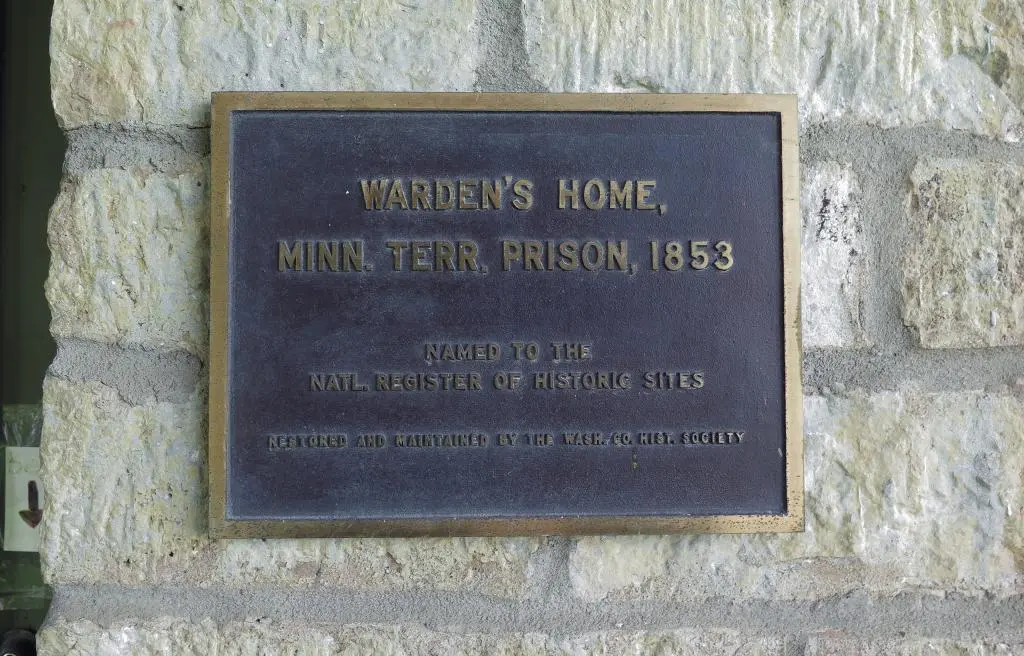 WARDEN'S HOME,
MINN. TERR. PRISON, 1853
NAMED TO THE
NATL. REGISTER OF HISTORIC SITES
RESTORED AND MAINTAINED BY THE WASH. CO. HIST. SOCIETY